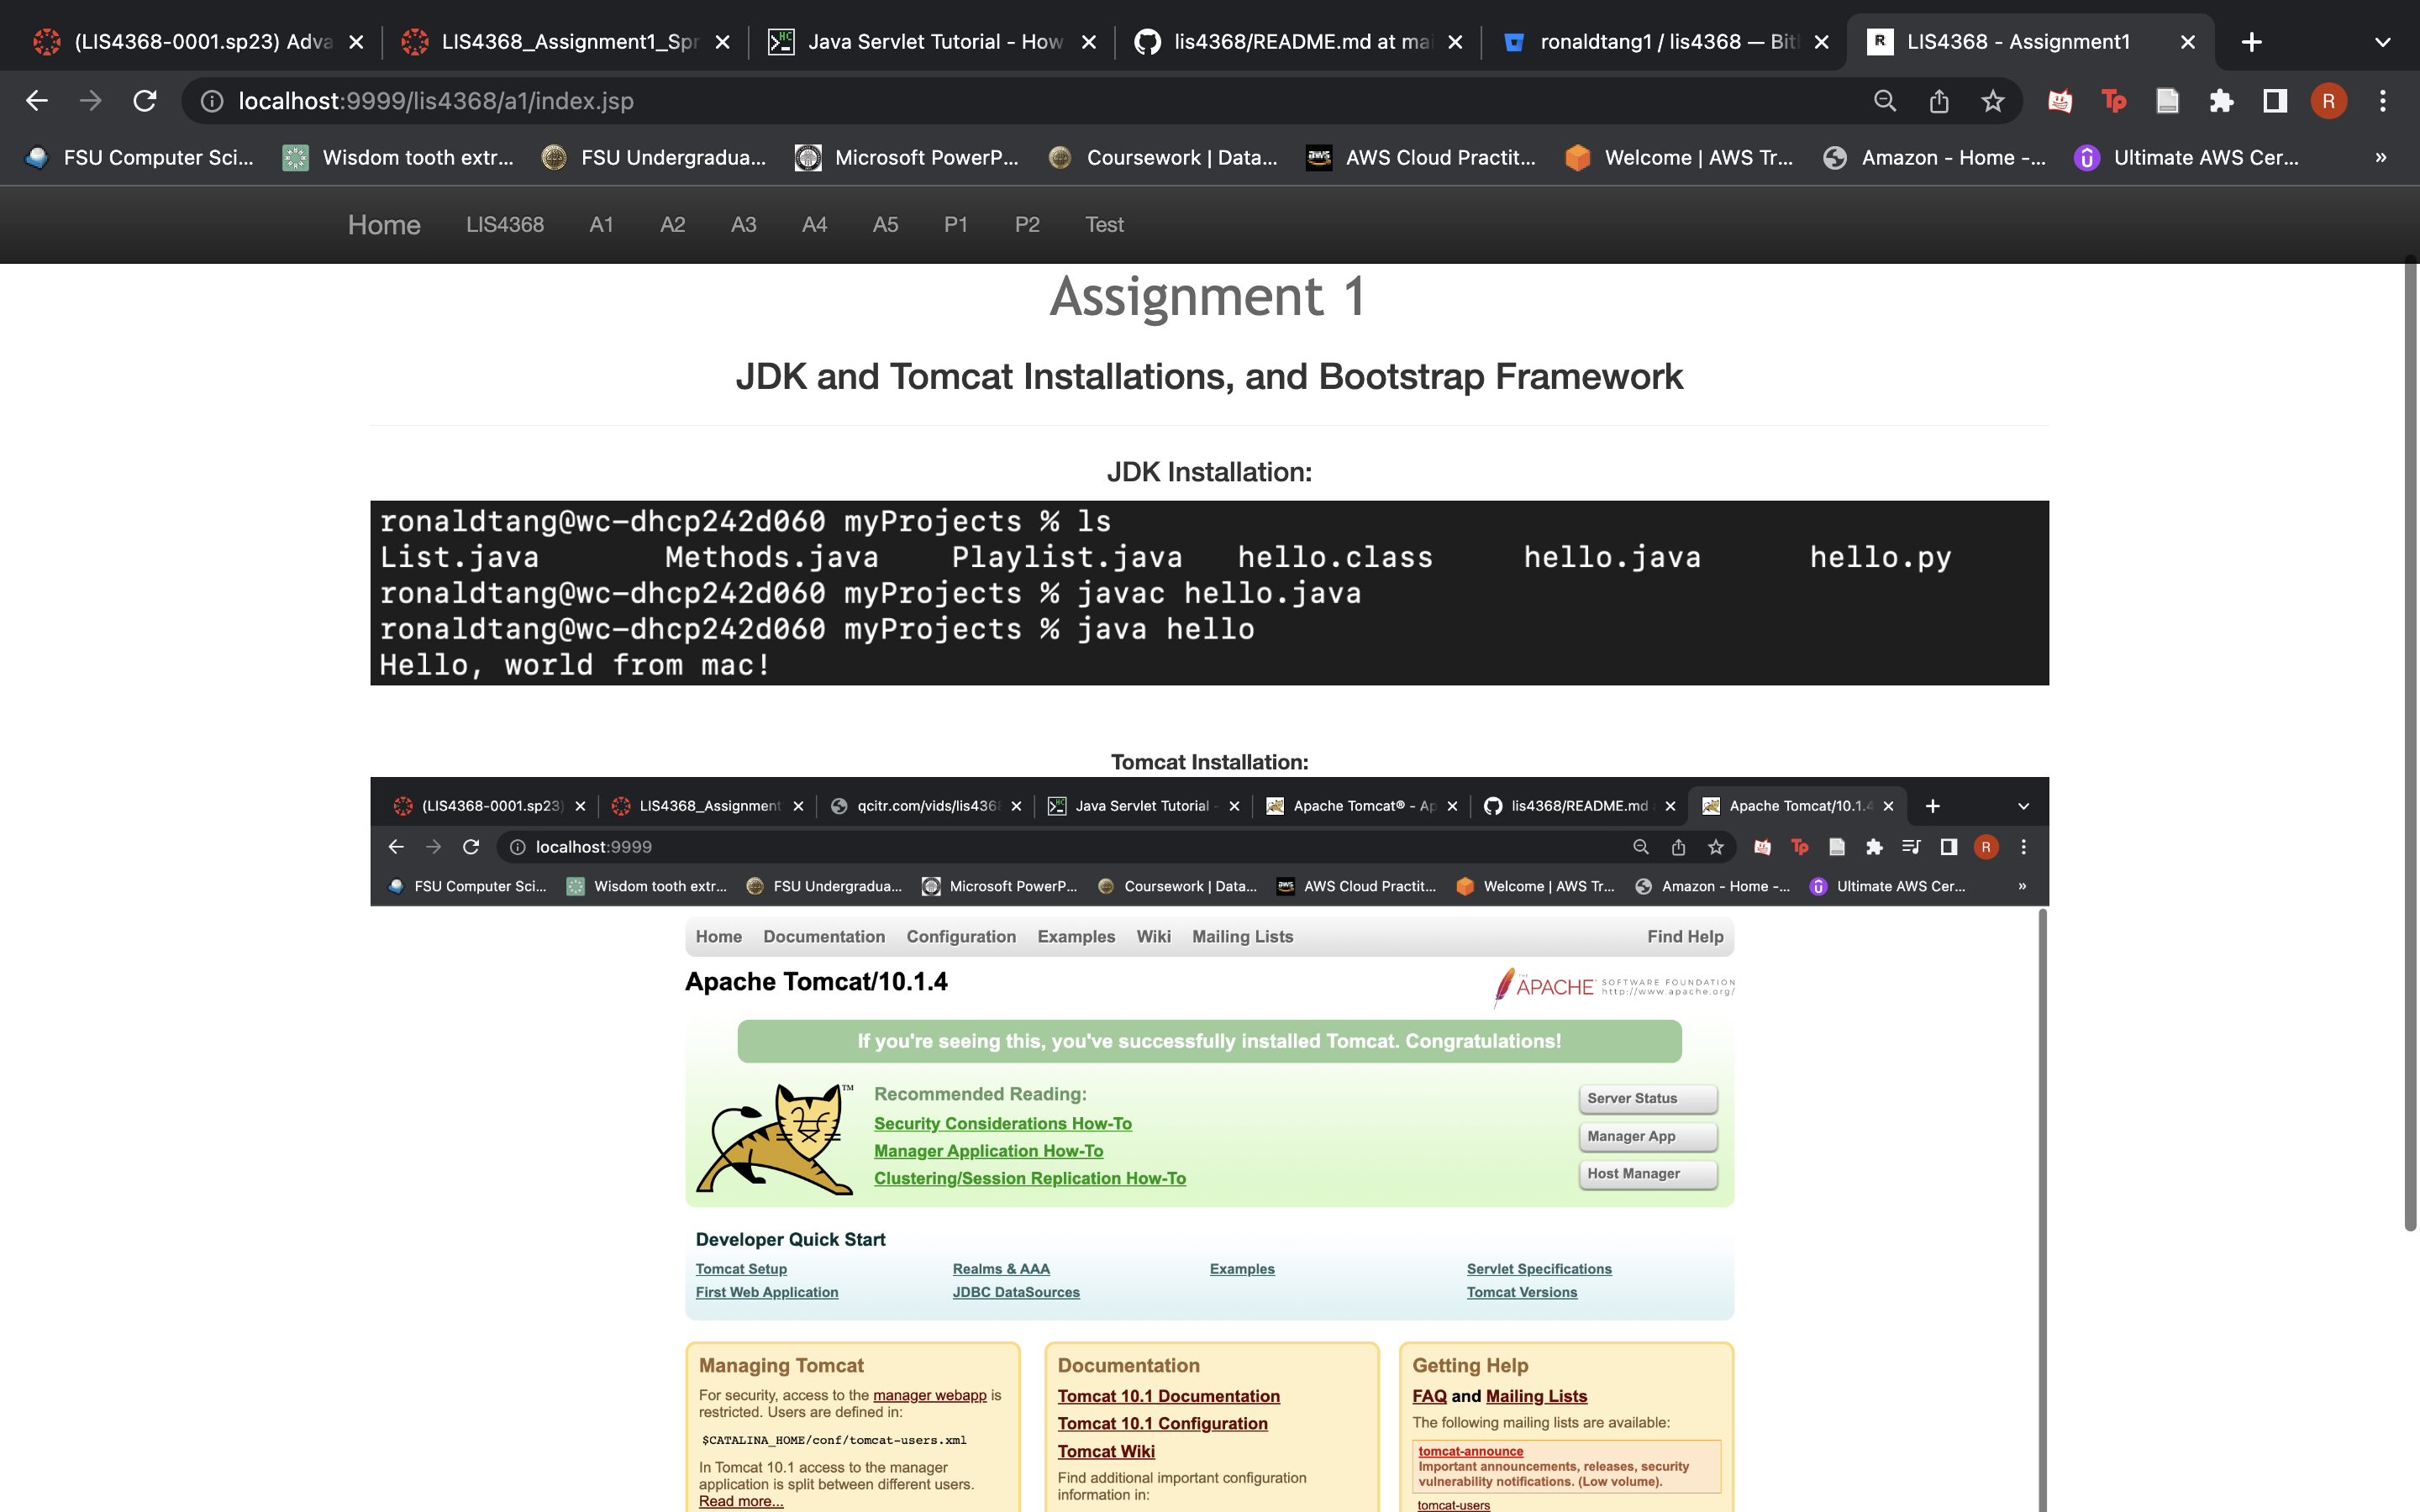 (LIS4368-0001.sp23) Adva LIS4368_Assignment1_Spr Java Servlet Tutorial - How lis4368/README.md at mai ronaldtang1 / lis4368 — Bit LIS4368 - Assignment1
localhost:9999/lis4368/a1/index.jsp R
FSU Computer Sci... Wisdom tooth extr... FSU Undergradua... Microsoft PowerP... Coursework | Data... AWS Cloud Practit... Welcome | AWS Tr... Amazon - Home -... Ultimate AWS Cer... »
Home LIS4368 A1 A2 A3 A4 A5 P1 P2 Test
Assignment 1
JDK and Tomcat Installations, and Bootstrap Framework
JDK Installation:
ronaldtang@wc-dhcp242d060 myProjects % ls
List.java Methods.java Playlist.java hello.class hello.java hello.py
ronaldtang@wc-dhcp242d060 myProjects % javac hello.java
ronaldtang@wc-dhcp242d060 myProjects % java hello
Hello, world from mac!
Tomcat Installation:
(LIS4368-0001.sp23) LIS4368_Assignment qcitr.com/vids/lis4368 Java Servlet Tutorial - Apache Tomcat® - Ap lis4368/README.md Apache Tomcat/10.1.4
localhost:9999 R
FSU Computer Sci... Wisdom tooth extr... FSU Undergradua... Microsoft PowerP... Coursework | Data... AWS Cloud Practit... Welcome | AWS Tr... Amazon - Home -... Ultimate AWS Cer... »
Home Documentation Configuration Examples Wiki Mailing Lists Find Help
Apache Tomcat/10.1.4
THE APACHE SOFTWARE FOUNDATION
http://www.apache.org/
If you're seeing this, you've successfully installed Tomcat. Congratulations!
TM
Recommended Reading:
Security Considerations How-To
Manager Application How-To
Clustering/Session Replication How-To
Server Status
Manager App
Host Manager
Developer Quick Start
Tomcat Setup Realms & AAA Examples Servlet Specifications
First Web Application JDBC DataSources Tomcat Versions
Managing Tomcat
For security, access to the manager webapp is
restricted. Users are defined in:
$CATALINA_HOME/conf/tomcat-users.xml
In Tomcat 10.1 access to the manager
application is split between different users.
Read more...
Documentation
Tomcat 10.1 Documentation
Tomcat 10.1 Configuration
Tomcat Wiki
Find additional important configuration
information in:
Getting Help
FAQ and Mailing Lists
The following mailing lists are available:
tomcat-announce
Important announcements, releases, security
vulnerability notifications. (Low volume).
tomcat-users